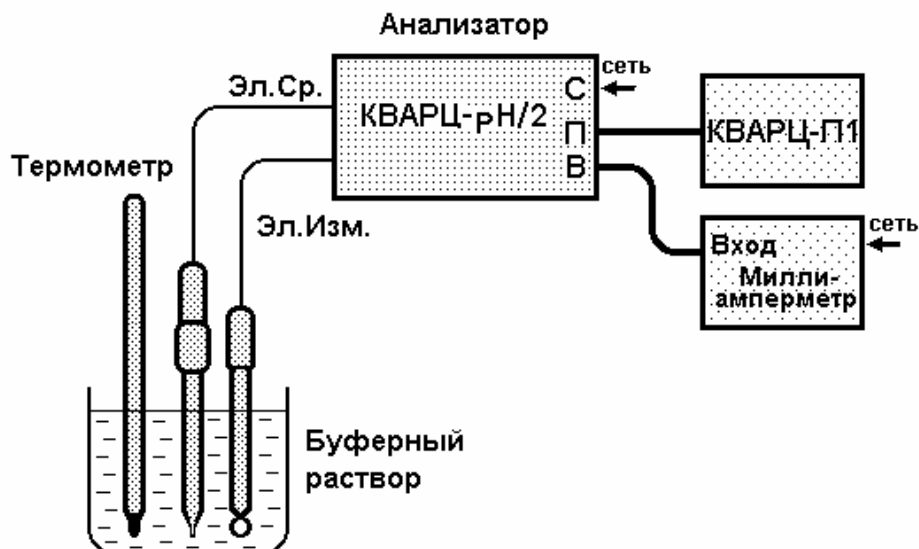 Анализатор
Эл.Ср.
КВАРЦ-рН/2
С
П
В
сеть
КВАРЦ-П1
Термометр
Эл.Изм.
сеть
Вход
Милли-
амперметр
Буферный
раствор